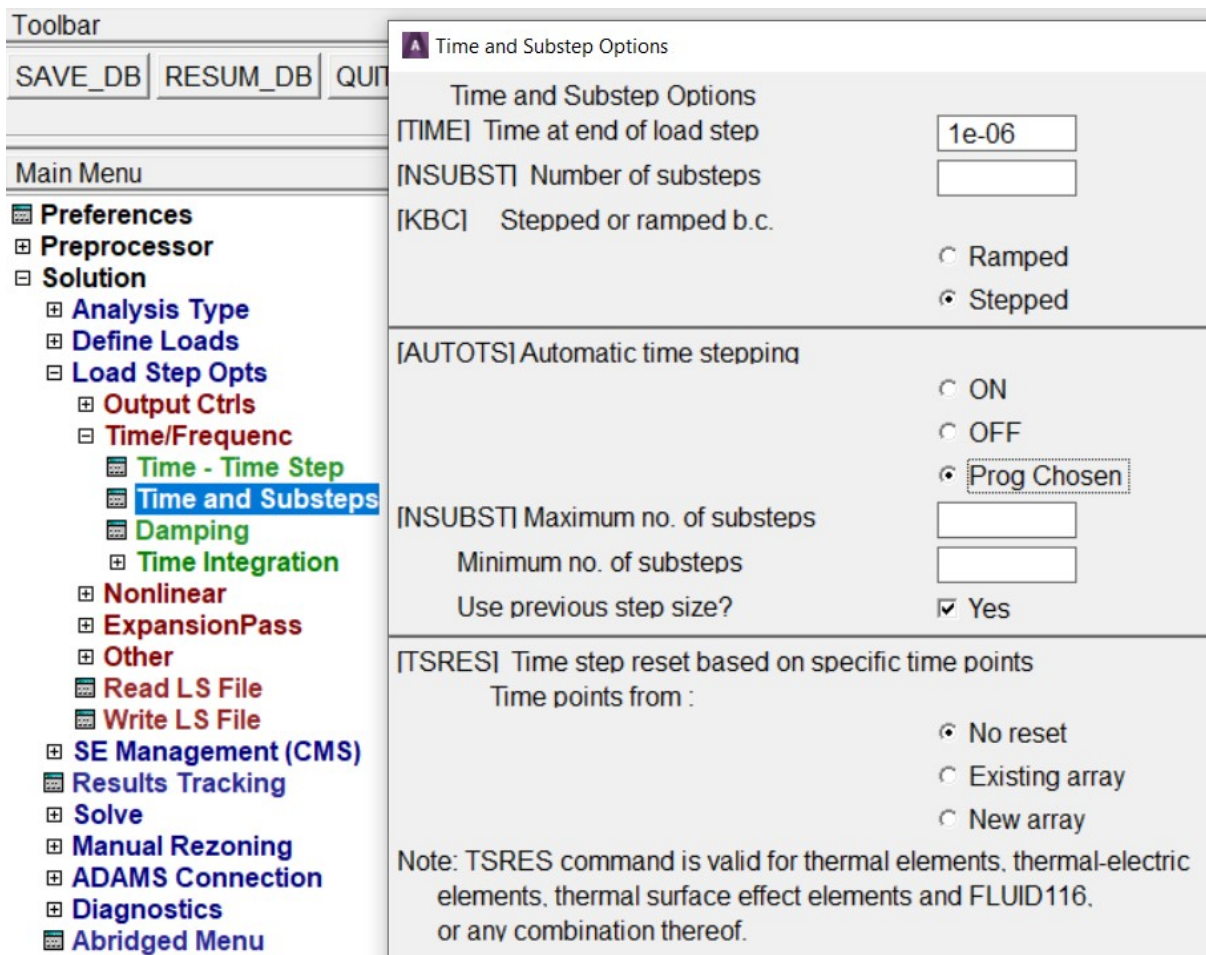 Toolbar
SAVE_DB RESUM_DB QUIT
Main Menu
Preferences
Preprocessor
Solution
Analysis Type
Define Loads
Load Step Opts
Output Ctrls
Time/Frequenc
Time - Time Step
Time and Substeps
Damping
Time Integration
Nonlinear
ExpansionPass
Other
Read LS File
Write LS File
SE Management (CMS)
Results Tracking
Solve
Manual Rezoning
ADAMS Connection
Diagnostics
Abridged Menu
A Time and Substep Options
Time and Substep Options
[TIME] Time at end of load step 1e-06
[NSUBST] Number of substeps
[KBC] Stepped or ramped b.c.
Ramped
Stepped
[AUTOTS] Automatic time stepping
ON
OFF
Prog Chosen
[NSUBST] Maximum no. of substeps
Minimum no. of substeps
Use previous step size? Yes
[TSRES] Time step reset based on specific time points
Time points from :
No reset
Existing array
New array
Note: TSRES command is valid for thermal elements, thermal-electric
elements, thermal surface effect elements and FLUID116,
or any combination thereof.